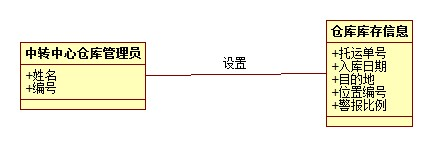 中转中心仓库管理员
+姓名
+编号
设置
仓库库存信息
+托运单号
+入库日期
+目的地
+位置编号
+警报比例